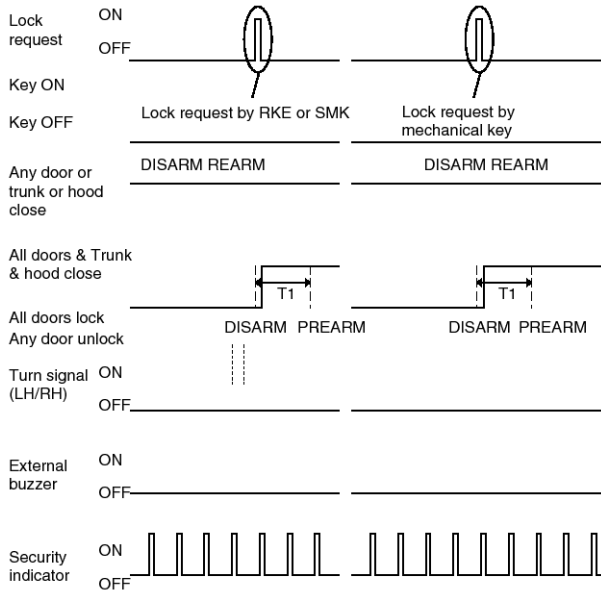 Lock
request
ON
OFF
Key ON
Key OFF
Lock request by RKE or SMK
Lock request by
mechanical key
DISARM REARM
DISARM REARM
Any door or
trunk or hood
close
All doors & Trunk
& hood close
T1
T1
All doors lock
DISARM PREARM
DISARM PREARM
Any door unlock
Turn signal
(LH/RH)
ON
OFF
External
buzzer
ON
OFF
Security
indicator
ON
OFF